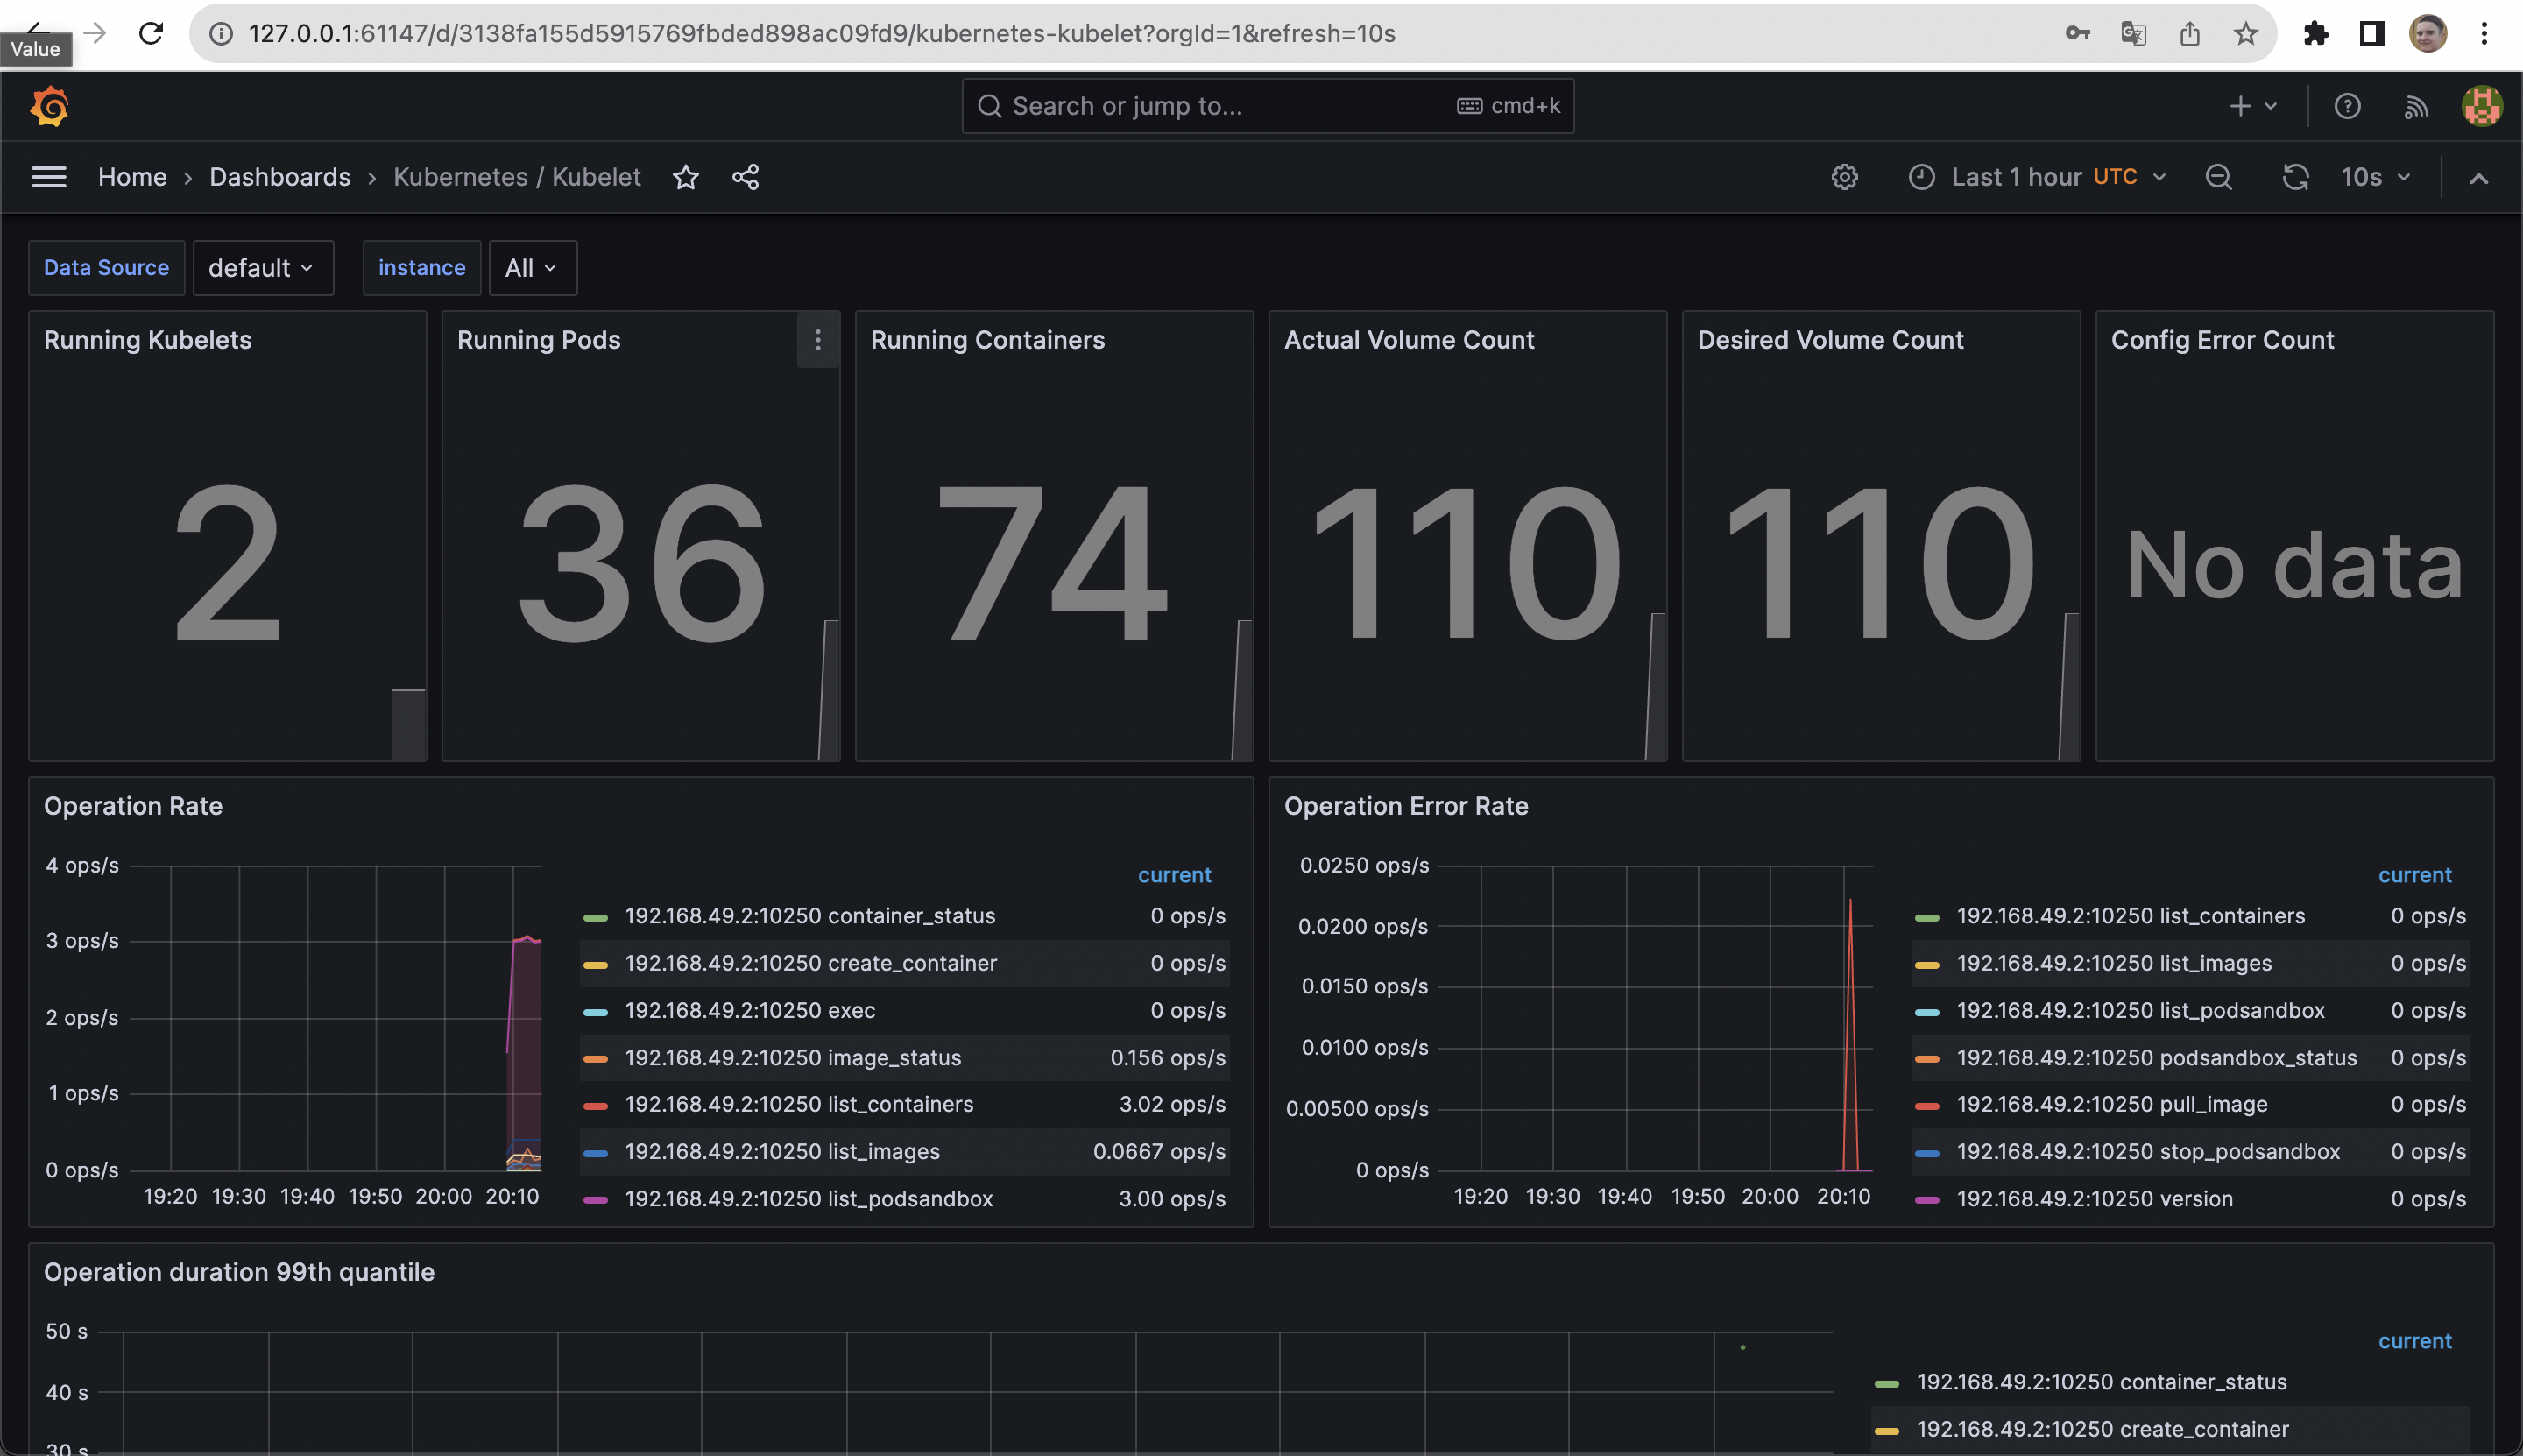 127.0.0.1:61147/d/3138fa155d5915769fbded898ac09fd9/kubernetes-kubelet?orgId=1&refresh=10s
Value
Search or jump to... cmd+k
Home › Dashboards › Kubernetes / Kubelet Last 1 hour UTC 10s
Data Source default instance All
Running Kubelets
2
Running Pods
36
Running Containers
74
Actual Volume Count
110
Desired Volume Count
110
Config Error Count
No data
Operation Rate
4 ops/s
3 ops/s
2 ops/s
1 ops/s
0 ops/s
19:20 19:30 19:40 19:50 20:00 20:10
current
192.168.49.2:10250 container_status 0 ops/s
192.168.49.2:10250 create_container 0 ops/s
192.168.49.2:10250 exec 0 ops/s
192.168.49.2:10250 image_status 0.156 ops/s
192.168.49.2:10250 list_containers 3.02 ops/s
192.168.49.2:10250 list_images 0.0667 ops/s
192.168.49.2:10250 list_podsandbox 3.00 ops/s
Operation Error Rate
0.0250 ops/s
0.0200 ops/s
0.0150 ops/s
0.0100 ops/s
0.00500 ops/s
0 ops/s
19:20 19:30 19:40 19:50 20:00 20:10
current
192.168.49.2:10250 list_containers 0 ops/s
192.168.49.2:10250 list_images 0 ops/s
192.168.49.2:10250 list_podsandbox 0 ops/s
192.168.49.2:10250 podsandbox_status 0 ops/s
192.168.49.2:10250 pull_image 0 ops/s
192.168.49.2:10250 stop_podsandbox 0 ops/s
192.168.49.2:10250 version 0 ops/s
Operation duration 99th quantile
50 s
40 s
30 s
current
192.168.49.2:10250 container_status
192.168.49.2:10250 create_container